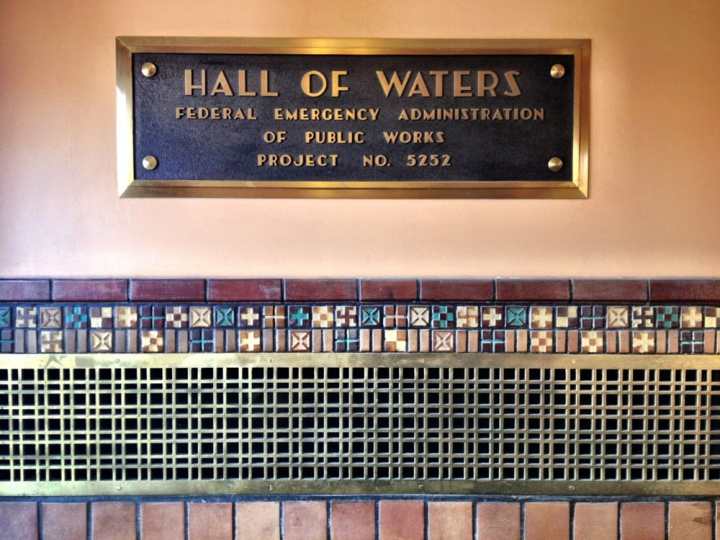 HALL OF WATERS
FEDERAL EMERGENCY ADMINISTRATION
OF PUBLIC WORKS
PROJECT NO. 5252